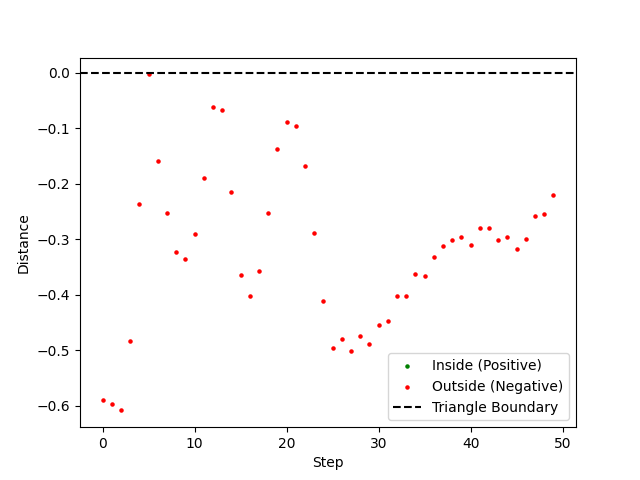 0.0
−0.1
−0.2
−0.3
−0.4
−0.5
−0.6
Distance
Inside (Positive)
Outside (Negative)
Triangle Boundary
0 10 20 30 40 50
Step